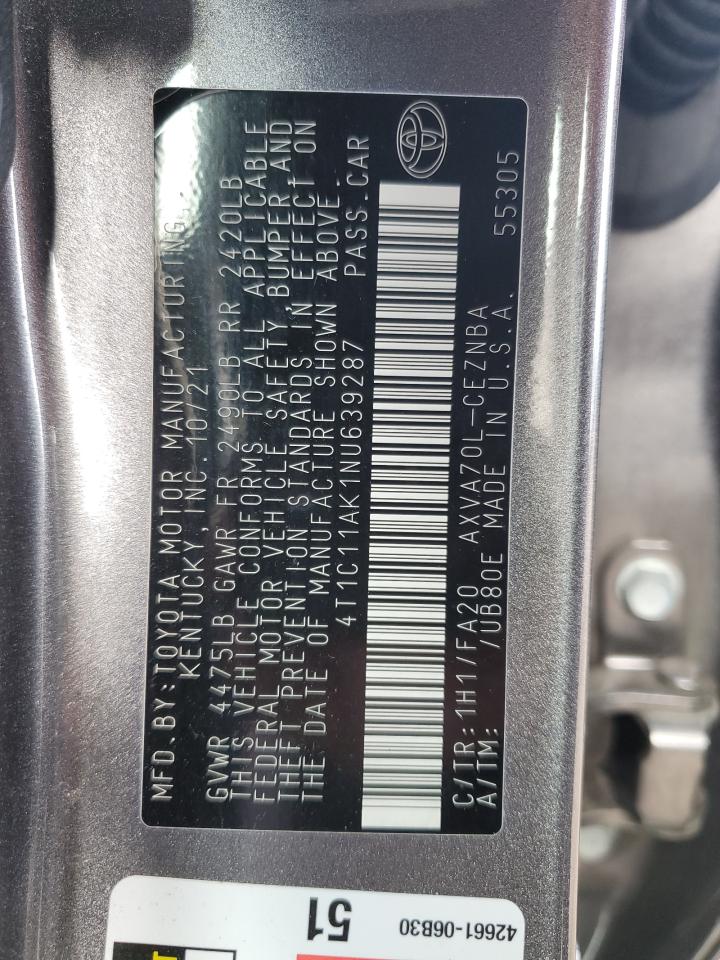 MFD.BY:TOYOTA MOTOR MANUFACTURTING,
KENTUCKY, INC. 10/21
GVWR 4475LB GAWR FR 2490LB RR 2420LB
THIS VEHICLE CONFORMS TO ALL APPLICABLE
FEDERAL MOTOR VEHICLE SAFETY, BUMPER, AND
THEFT PREVENTION STANDARDS IN EFFECT ON
THE DATE OF MANUFACTURE SHOWN ABOVE.
4T1C11AK1NU639287 PASS.CAR
C/TR:1H1/FA20 AXVA70L-CEZNBA
A/TM: /UB80E MADE IN U.S.A. 55305
51
42661-06B30